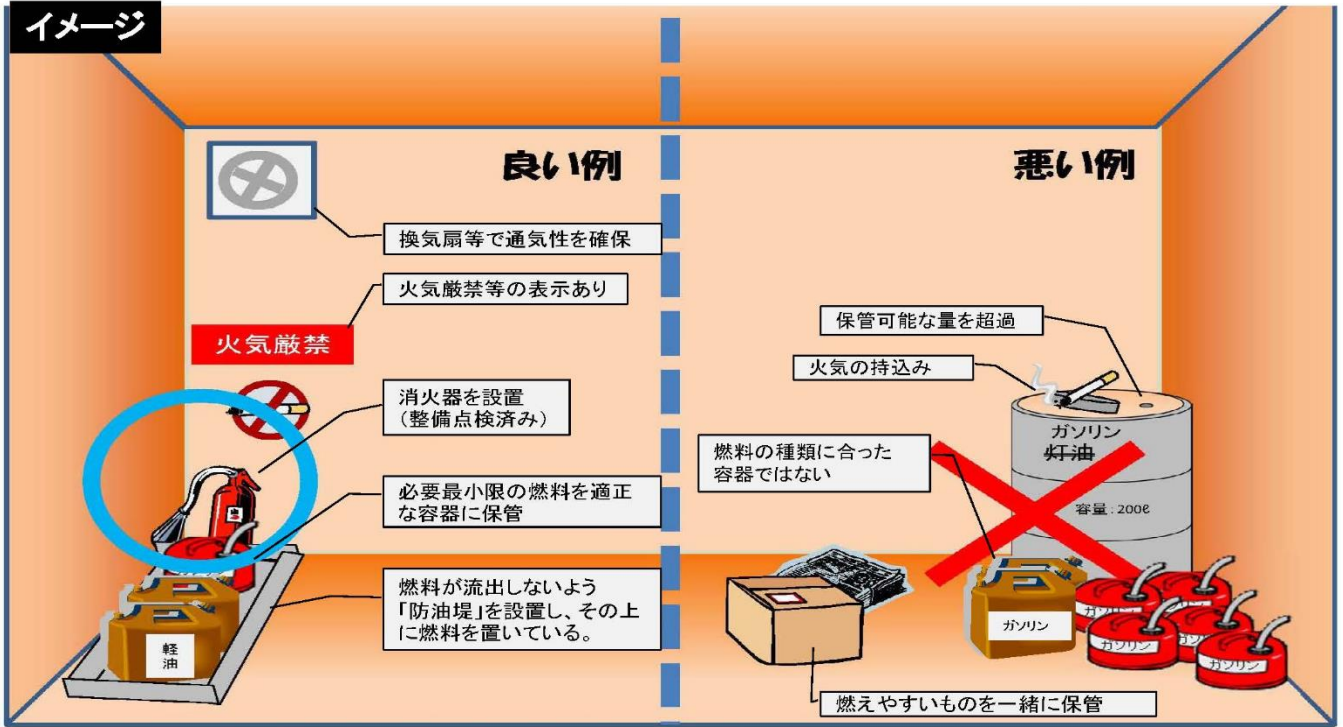 イメージ
良い例
換気扇等で通気性を確保
火気厳禁等の表示あり
火気厳禁
消火器を設置
(整備点検済み)
必要最小限の燃料を適正
な容器に保管
燃料が流出しないよう
「防油堤」を設置し、その上
に燃料を置いている。
軽
油
悪い例
保管可能な量を超過
火気の持込み
ガソリン
灯油
燃料の種類に合った
容器ではない
容量:200ℓ
ガソリン
ガソリン
ガソリン
ガソリン
燃えやすいものを一緒に保管